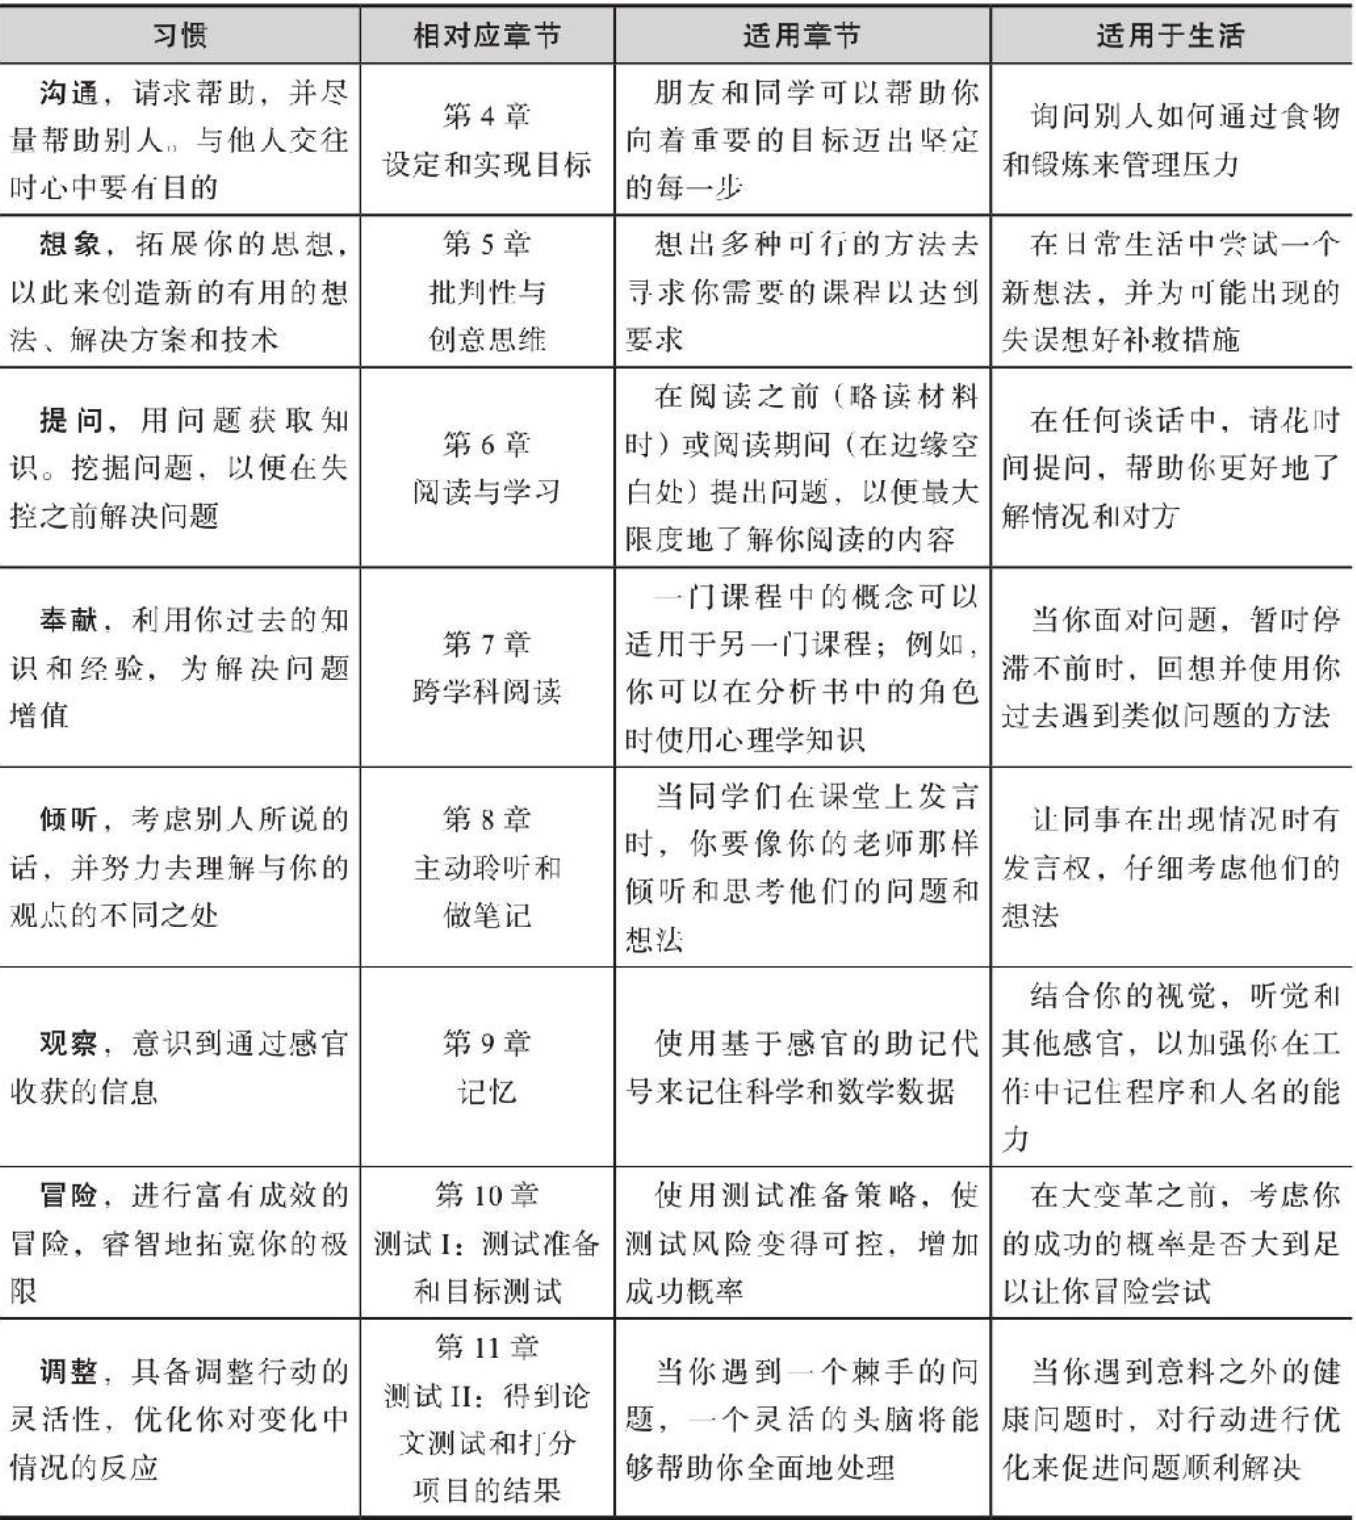 习惯
相对应章节
适用章节
适用于生活
沟通，请求帮助，并尽
量帮助别人。与他人交往
时心中要有目的
第 4 章
设定和实现目标
朋友和同学可以帮助你
向着重要的目标迈出坚定
的每一步
询问别人如何通过食物
和锻炼来管理压力
想象，拓展你的思想，
以此来创造新的有用的想
法、解决方案和技术
第 5 章
批判性与
创意思维
想出多种可行的方法去
寻求你需要的课程以达到
要求
在日常生活中尝试一个
新想法，并为可能出现的
失误想好补救措施
提问，用问题获取知
识。挖掘问题，以便在失
控之前解决问题
第 6 章
阅读与学习
在阅读之前（略读材料
时）或阅读期间（在边缘空
白处）提出问题，以便最大
限度地了解你阅读的内容
在任何谈话中，请花时
间提问，帮助你更好地了
解情况和对方
奉献，利用你过去的知
识和经验，为解决问题
增值
第 7 章
跨学科阅读
一门课程中的概念可以
适用于另一门课程；例如，
你可以在分析书中的角色
时使用心理学知识
当你面对问题，暂时停
滞不前时，回想并使用你
过去遇到类似问题的方法
倾听，考虑别人所说的
话，并努力去理解与你的
观点的不同之处
第 8 章
主动聆听和
做笔记
当同学们在课堂上发言
时，你要像你的老师那样
倾听和思考他们的问题和
想法
让同事在出现情况时有
发言权，仔细考虑他们的
想法
观察，意识到通过感官
收获的信息
第 9 章
记忆
使用基于感官的助记代
号来记住科学和数学数据
结合你的视觉，听觉和
其他感官，以加强你在工
作中记住程序和人名的能
力
冒险，进行富有成效的
冒险，睿智地拓宽你的极
限
第 10 章
测试 I：测试准备
和目标测试
使用测试准备策略，使
测试风险变得可控，增加
成功概率
在大变革之前，考虑你
的成功的概率是否大到足
以让你冒险尝试
调整，具备调整行动的
灵活性，优化你对变化中
情况的反应
第 11 章
测试 II：得到论
文测试和打分
项目的结果
当你遇到一个棘手的问
题，一个灵活的头脑将能
够帮助你全面地处理
当你遇到意料之外的健
康问题时，对行动进行优
化来促进问题顺利解决